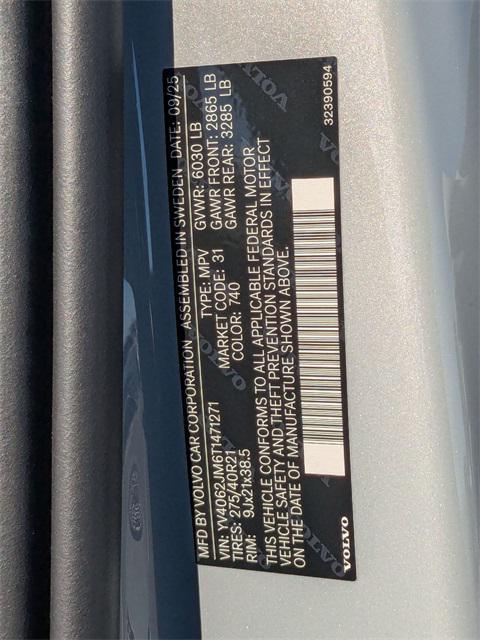 MFD BY VOLVO CAR CORPORATION ASSEMBLED IN SWEDEN DATE: 09/25
VIN: YV4062JM6T1471271 TYPE: MPV GVWR: 6030 LB
TIRES: 275/40R21 MARKET CODE: 31 GAWR FRONT: 2865 LB
RIM: 9Jx21x38.5 COLOR: 740 GAWR REAR: 3285 LB
THIS VEHICLE CONFORMS TO ALL APPLICABLE FEDERAL MOTOR
VEHICLE SAFETY AND THEFT PREVENTION STANDARDS IN EFFECT
ON THE DATE OF MANUFACTURE SHOWN ABOVE.
VOLVO 32390594